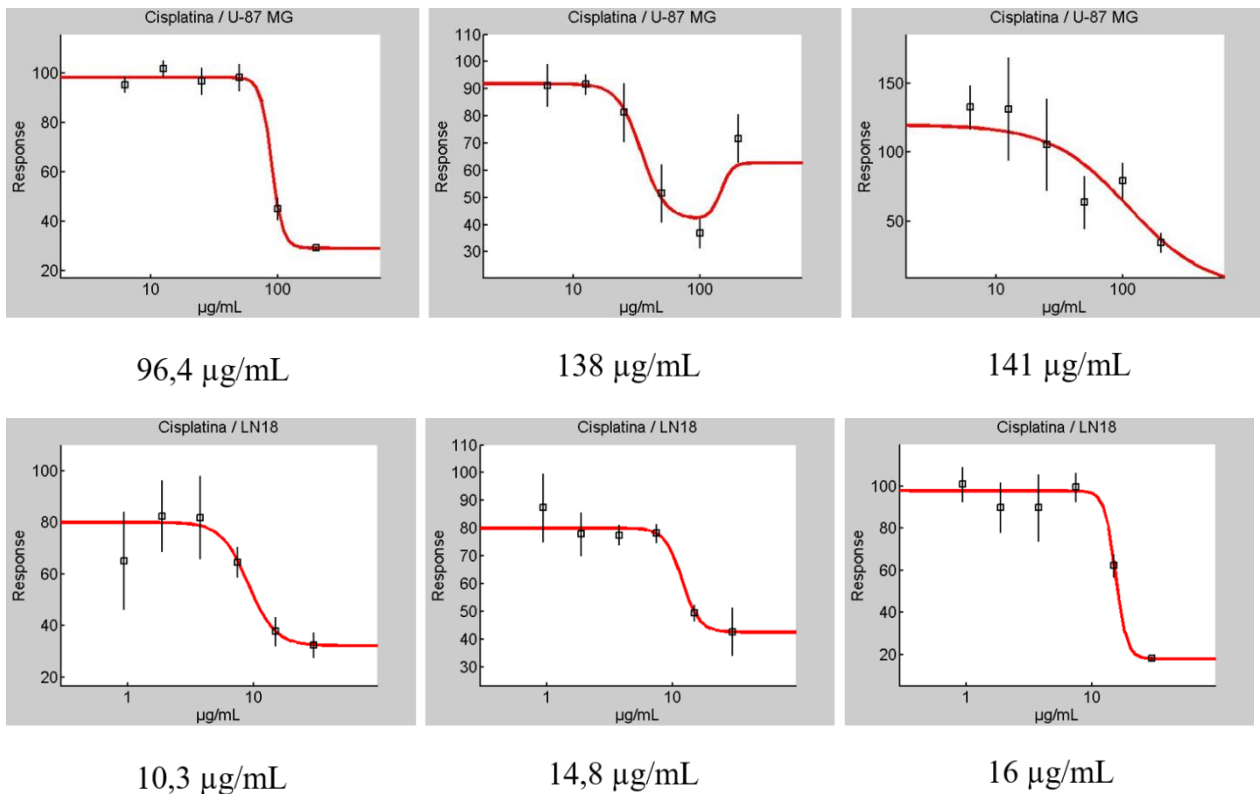 Cisplatina / U-87 MG
100
80
60
40
20
Response
10
100
µg/mL
96,4 µg/mL
Cisplatina / U-87 MG
110
100
90
80
70
60
50
40
30
Response
10
100
µg/mL
138 µg/mL
Cisplatina / U-87 MG
150
100
50
Response
10
100
µg/mL
141 µg/mL
Cisplatina / LN18
100
80
60
40
20
Response
1
10
µg/mL
10,3 µg/mL
Cisplatina / LN18
110
100
90
80
70
60
50
40
30
Response
1
10
µg/mL
14,8 µg/mL
Cisplatina / LN18
100
80
60
40
20
Response
1
10
µg/mL
16 µg/mL